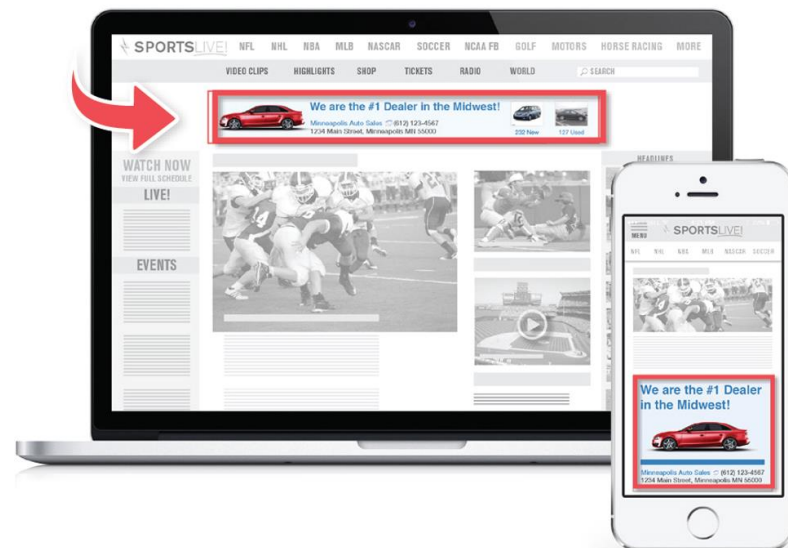 SPORTSLIVE! NFL NHL NBA MLB NASCAR SOCCER NCAA FB GOLF MOTORS HORSE RACING MORE
VIDEO CLIPS HIGHLIGHTS SHOP TICKETS RADIO WORLD SEARCH
We are the #1 Dealer in the Midwest!
Minneapolis Auto Sales (612) 123-4567
1234 Main Street, Minneapolis MN 55000
232 New 127 Used
WATCH NOW
VIEW FULL SCHEDULE
LIVE!
EVENTS
HEADLINES
MENU SPORTSLIVE!
NFL NHL NBA MLB NASCAR SOCCER
We are the #1 Dealer
in the Midwest!
Minneapolis Auto Sales (612) 123-4567
1234 Main Street, Minneapolis MN 55000